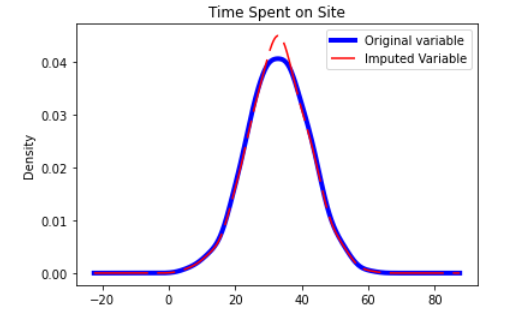 Time Spent on Site
Original variable
Imputed Variable
Density
0.04
0.03
0.02
0.01
0.00
−20
0
20
40
60
80